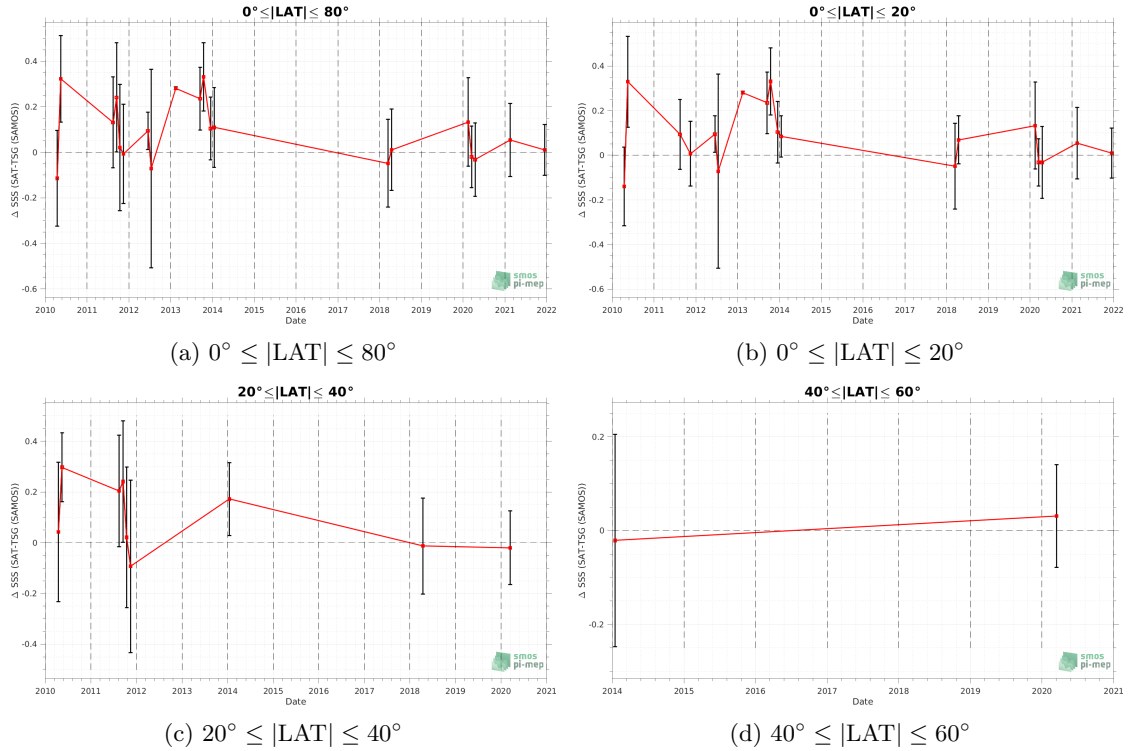 0°≤|LAT|≤ 80°
Δ SSS (SAT-TSG (SAMOS))
0.4
0.2
0
-0.2
-0.4
-0.6
2010 2011 2012 2013 2014 2015 2016 2017 2018 2019 2020 2021 2022
Date
smos
pi-mep
(a) 0° ≤ |LAT| ≤ 80°
0°≤|LAT|≤ 20°
Δ SSS (SAT-TSG (SAMOS))
0.4
0.2
0
-0.2
-0.4
-0.6
2010 2011 2012 2013 2014 2015 2016 2017 2018 2019 2020 2021 2022
Date
smos
pi-mep
(b) 0° ≤ |LAT| ≤ 20°
20°≤|LAT|≤ 40°
Δ SSS (SAT-TSG (SAMOS))
0.4
0.2
0
-0.2
-0.4
2010 2011 2012 2013 2014 2015 2016 2017 2018 2019 2020 2021
Date
smos
pi-mep
(c) 20° ≤ |LAT| ≤ 40°
40°≤|LAT|≤ 60°
Δ SSS (SAT-TSG (SAMOS))
0.2
0
-0.2
2014 2015 2016 2017 2018 2019 2020 2021
Date
smos
pi-mep
(d) 40° ≤ |LAT| ≤ 60°